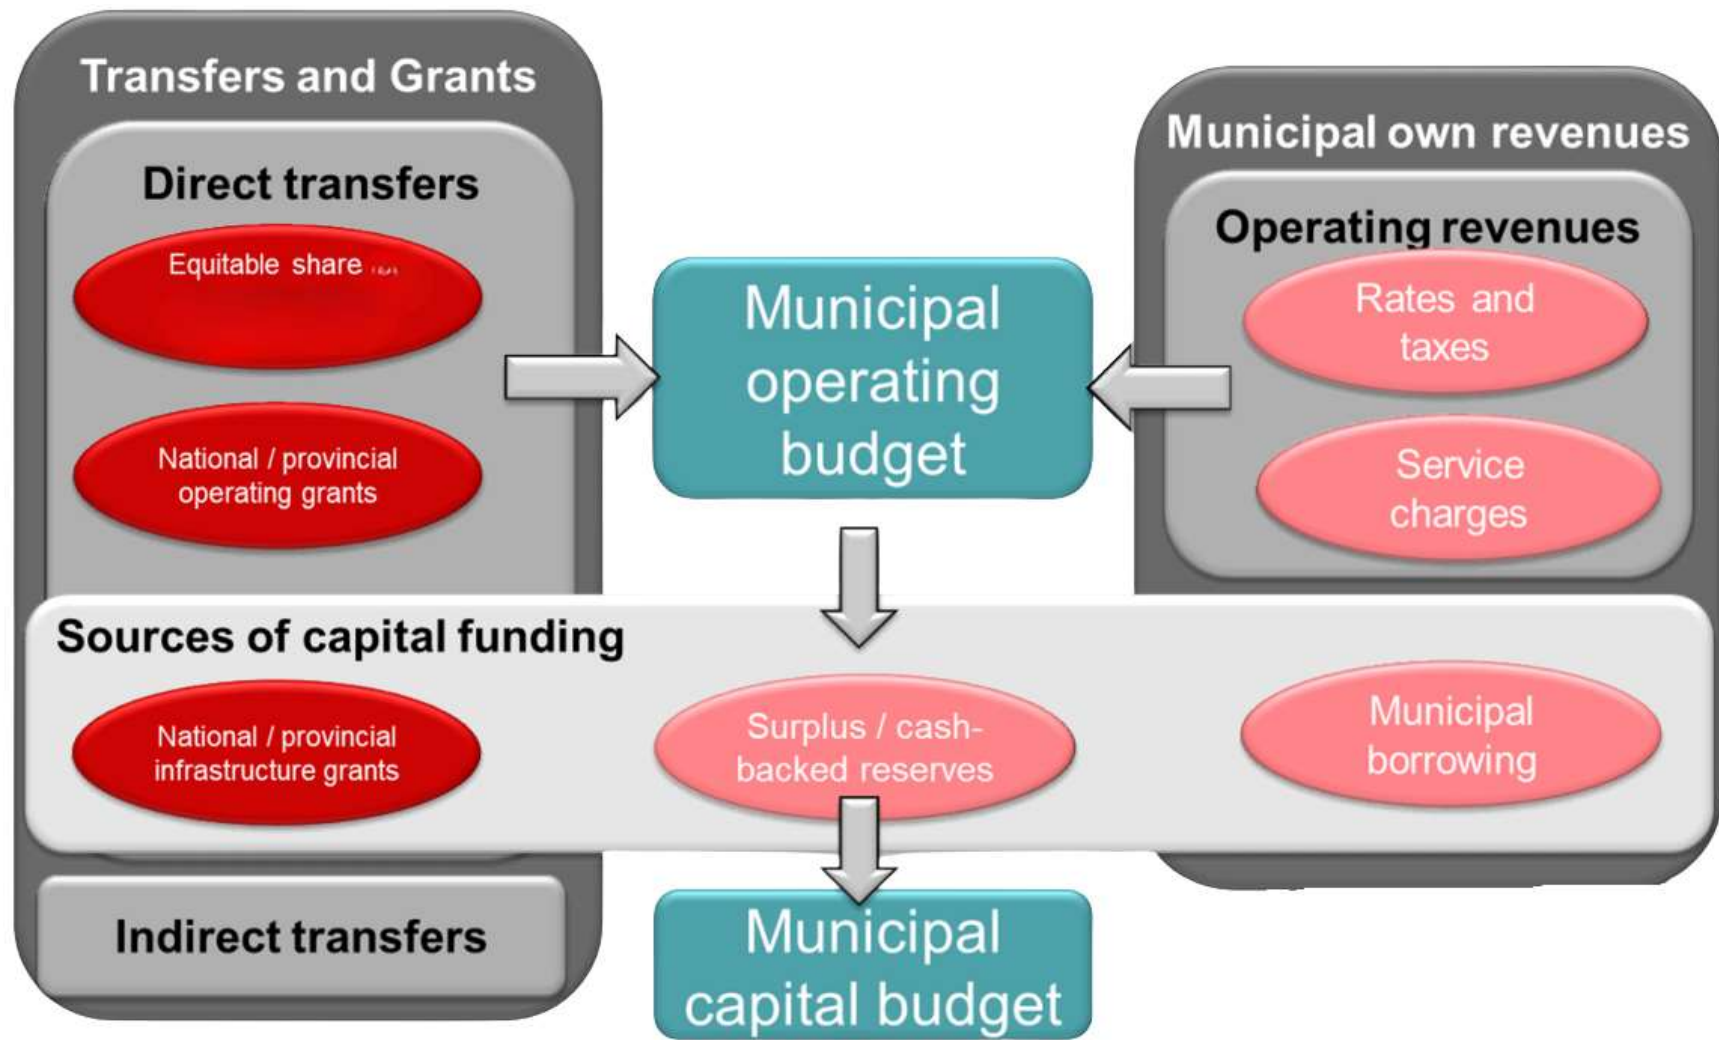 Transfers and Grants
Direct transfers
Equitable share
National / provincial
operating grants
Municipal
operating
budget
Municipal own revenues
Operating revenues
Rates and
taxes
Service
charges
Sources of capital funding
National / provincial
infrastructure grants
Surplus / cash-
backed reserves
Municipal
borrowing
Indirect transfers
Municipal
capital budget